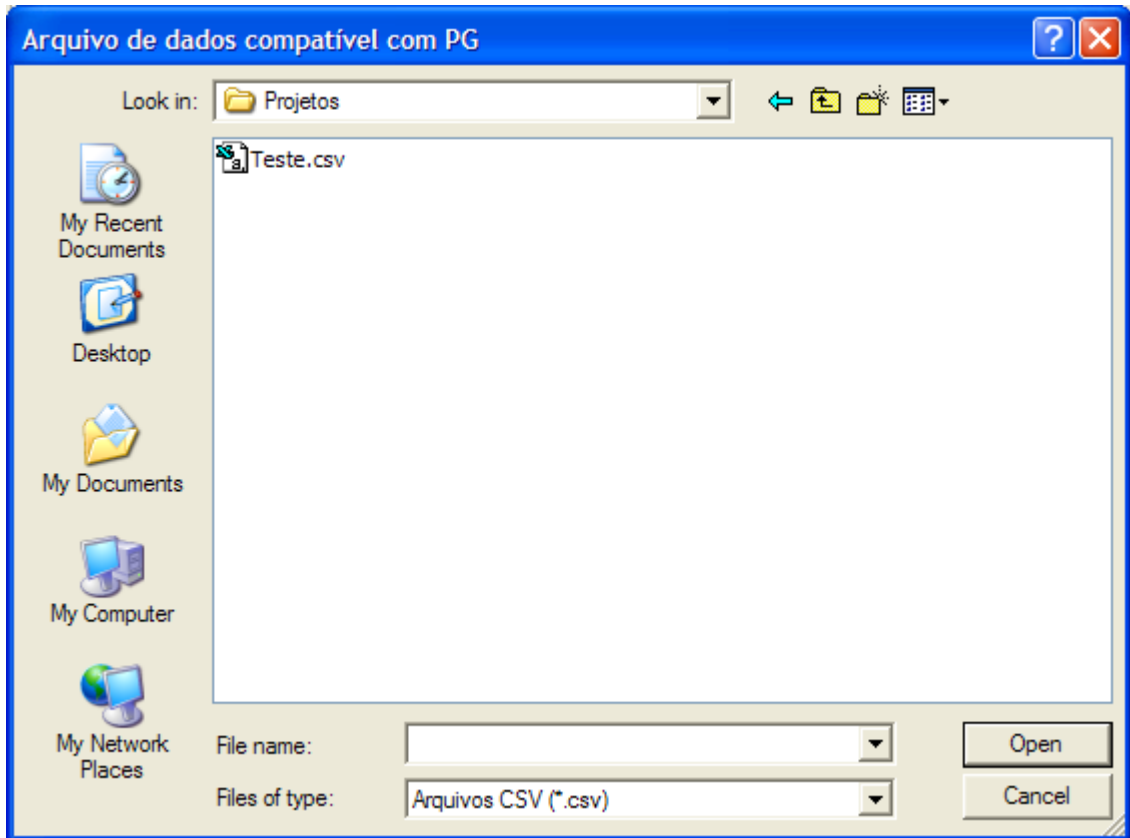 Arquivo de dados compatível com PG
Look in:
Projetos
Teste.csv
My Recent
Documents
Desktop
My Documents
My Computer
My Network
Places
File name:
Open
Files of type:
Arquivos CSV (*.csv)
Cancel